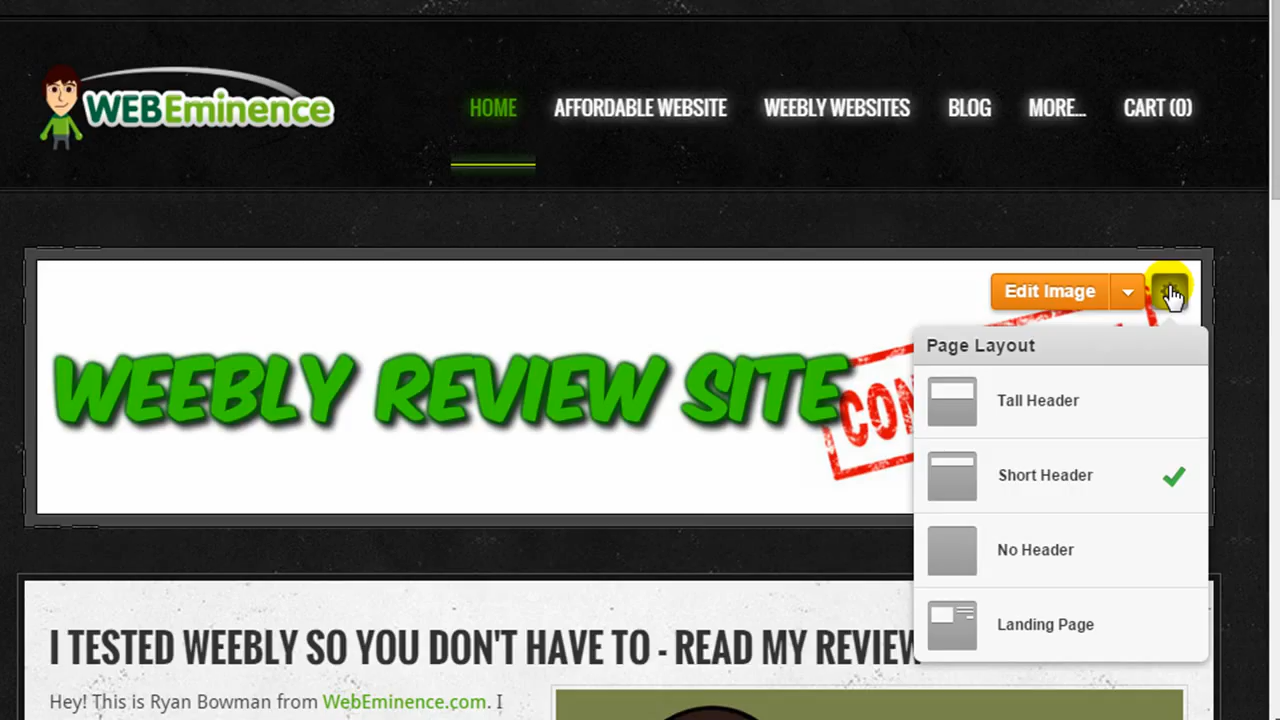 WEBEminence
HOME AFFORDABLE WEBSITE WEEBLY WEBSITES BLOG MORE... CART (0)
Edit Image
WEEBLY REVIEW SITE
Page Layout
Tall Header
Short Header
No Header
Landing Page
I TESTED WEEBLY SO YOU DON'T HAVE TO - READ MY REVIEW
Hey! This is Ryan Bowman from WebEminence.com. I